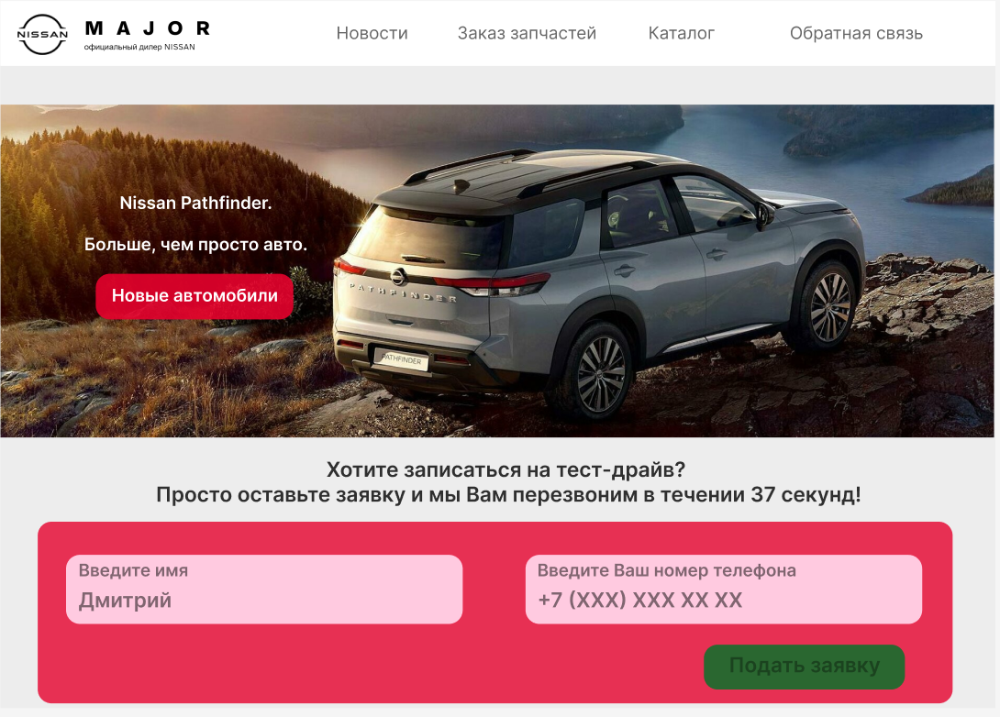 NISSAN
MAJOR
официальный дилер NISSAN
Новости
Заказ запчастей
Каталог
Обратная связь
Nissan Pathfinder.
Больше, чем просто авто.
Новые автомобили
PATHFINDER
PATHFINDER
Хотите записаться на тест-драйв?
Просто оставьте заявку и мы Вам перезвоним в течении 37 секунд!
Введите имя
Дмитрий
Введите Ваш номер телефона
+7 (XXX) XXX XX XX
Подать заявку